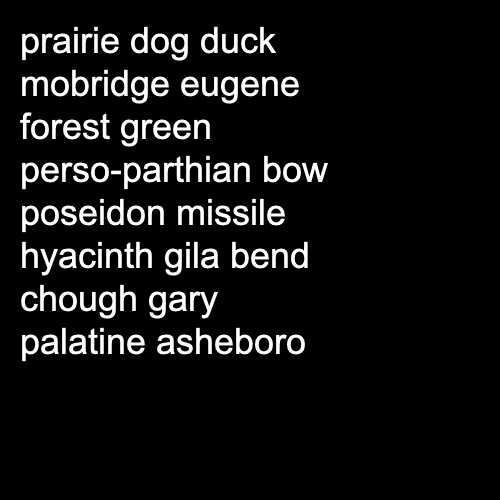 prairie dog duck
mobridge eugene
forest green
perso-parthian bow
poseidon missile
hyacinth gila bend
chough gary
palatine asheboro